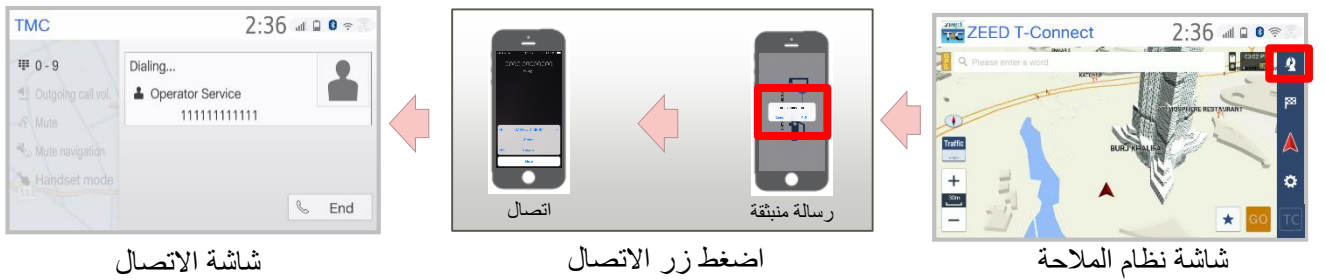 ZEED T-Connect
2:36
Please enter a word
BURJ KHALIFA
Traffic
+
30m
−
GO
TC
شاشة نظام الملاحة
رسالة منبثقة
اتصال
اضغط زر الاتصال
TMC
2:36
0 - 9
Outgoing call vol.
Mute
Mute navigation
Handset mode
Dialing...
Operator Service
111111111111
End
شاشة الاتصال